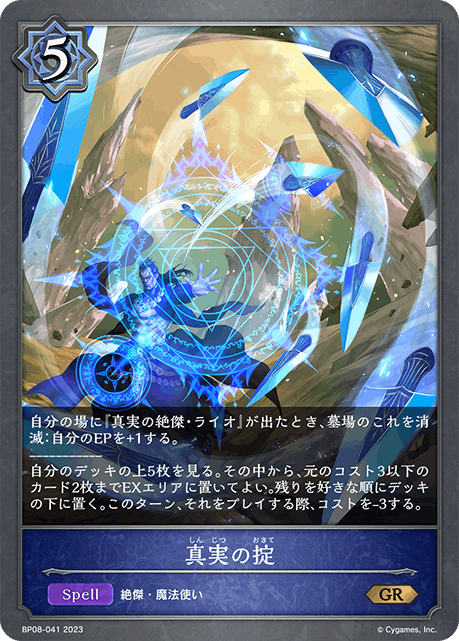 5
自分の場に『真実の絶傑・ライオ』が出たとき、墓場のこれを消
滅：自分のEPを+1する。
----------
自分のデッキの上5枚を見る。その中から、元のコスト3以下の
カード2枚までEXエリアに置いてよい。残りを好きな順にデッキ
の下に置く。このターン、それをプレイする際、コストを-3する。
しんじつ おきて
真実の掟
Spell 絶傑・魔法使い GR
BP08-041 2023 © Cygames, Inc.